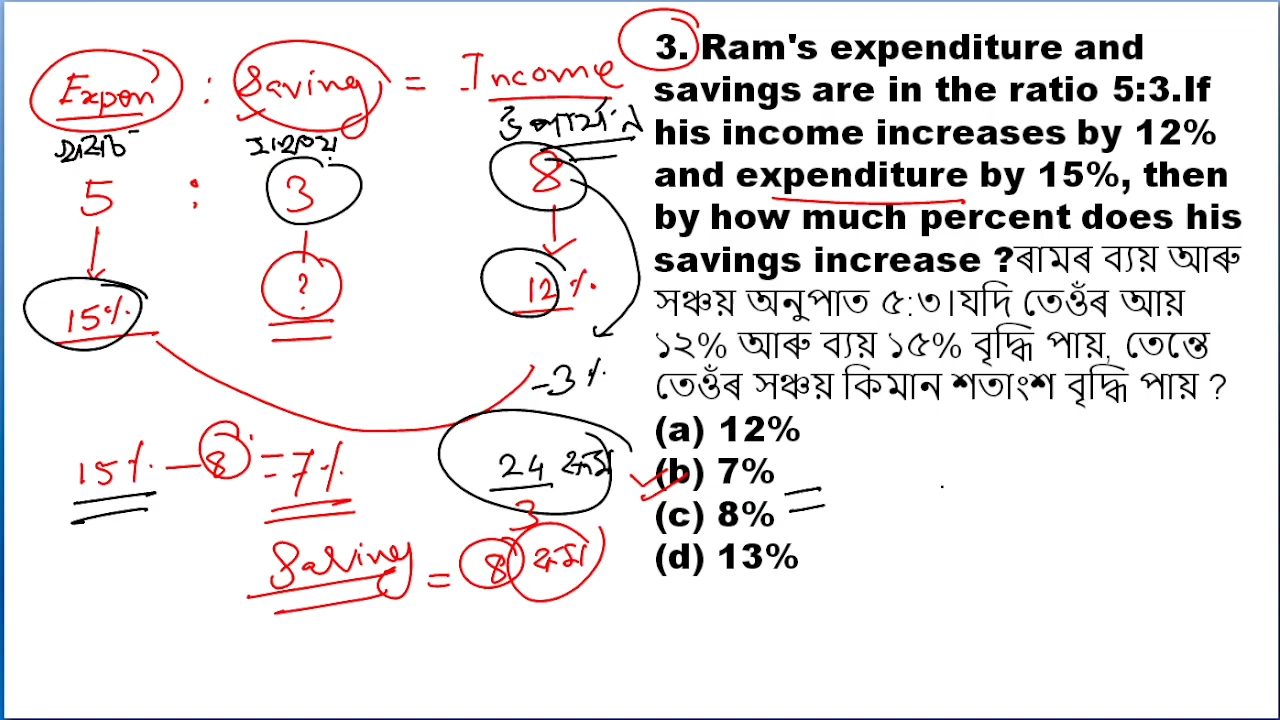 Expen : Saving = Income
5 : 3 8
15% ? 12%
-3%
15% - 8 = 7%
24
3
Saving = 8
3. Ram's expenditure and
savings are in the ratio 5:3.If
his income increases by 12%
and expenditure by 15%, then
by how much percent does his
savings increase ?ৰামৰ ব্যয় আৰু
সঞ্চয় অনুপাত ৫:৩।যদি তেওঁৰ আয়
১২% আৰু ব্যয় ১৫% বৃদ্ধি পায়, তেন্তে
তেওঁৰ সঞ্চয় কিমান শতাংশ বৃদ্ধি পায় ?
(a) 12%
(b) 7%
(c) 8%
(d) 13%